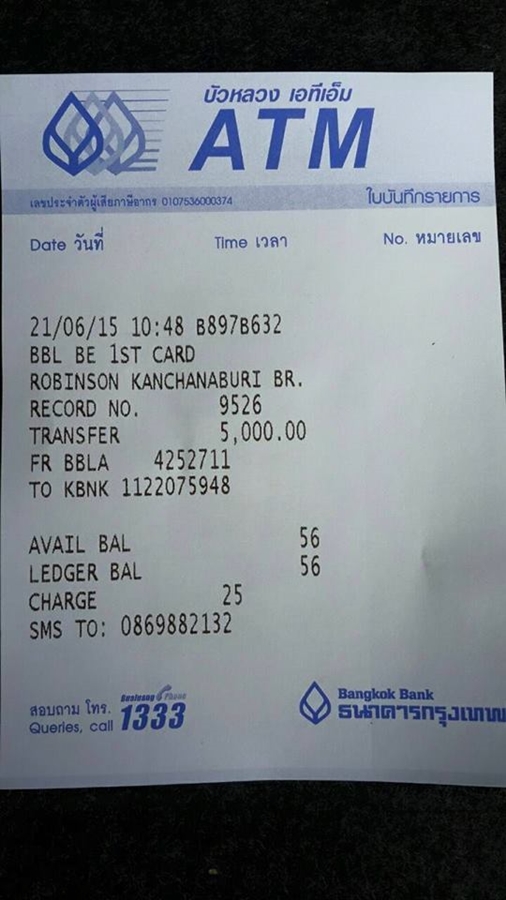 บัวหลวง เอทีเอ็ม
ATM
เลขประจำตัวผู้เสียภาษีอากร 0107536000374 ใบบันทึกรายการ
Date วันที่ Time เวลา No. หมายเลข
21/06/15 10:48 B897B632
BBL BE 1ST CARD
ROBINSON KANCHANABURI BR.
RECORD NO. 9526
TRANSFER 5,000.00
FR BBLA 4252711
TO KBNK 1122075948
AVAIL BAL 56
LEDGER BAL 56
CHARGE 25
SMS TO: 0869882132
สอบถาม โทร. Bualuang Phone
Queries, call 1333
Bangkok Bank
ธนาคารกรุงเทพ